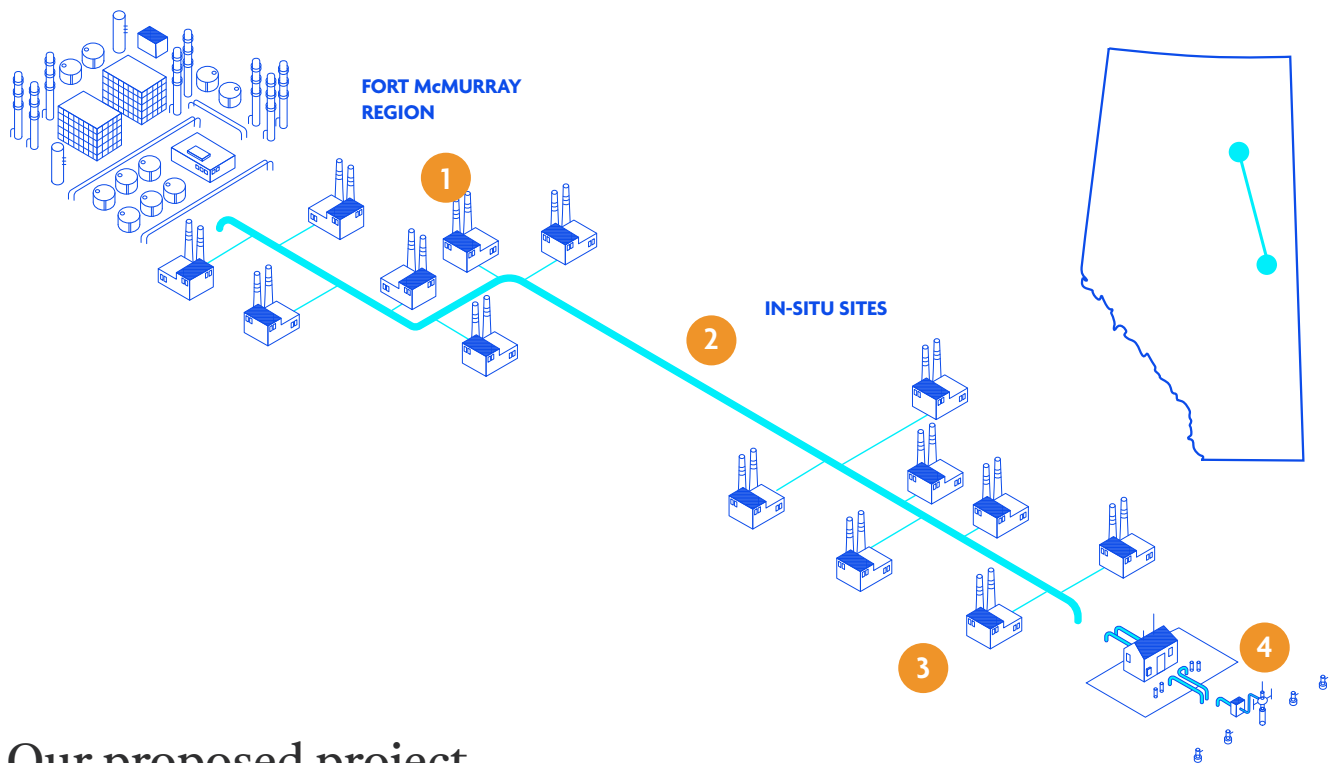 FORT McMURRAY
REGION
1
IN-SITU SITES
2
3
4
Our proposed project